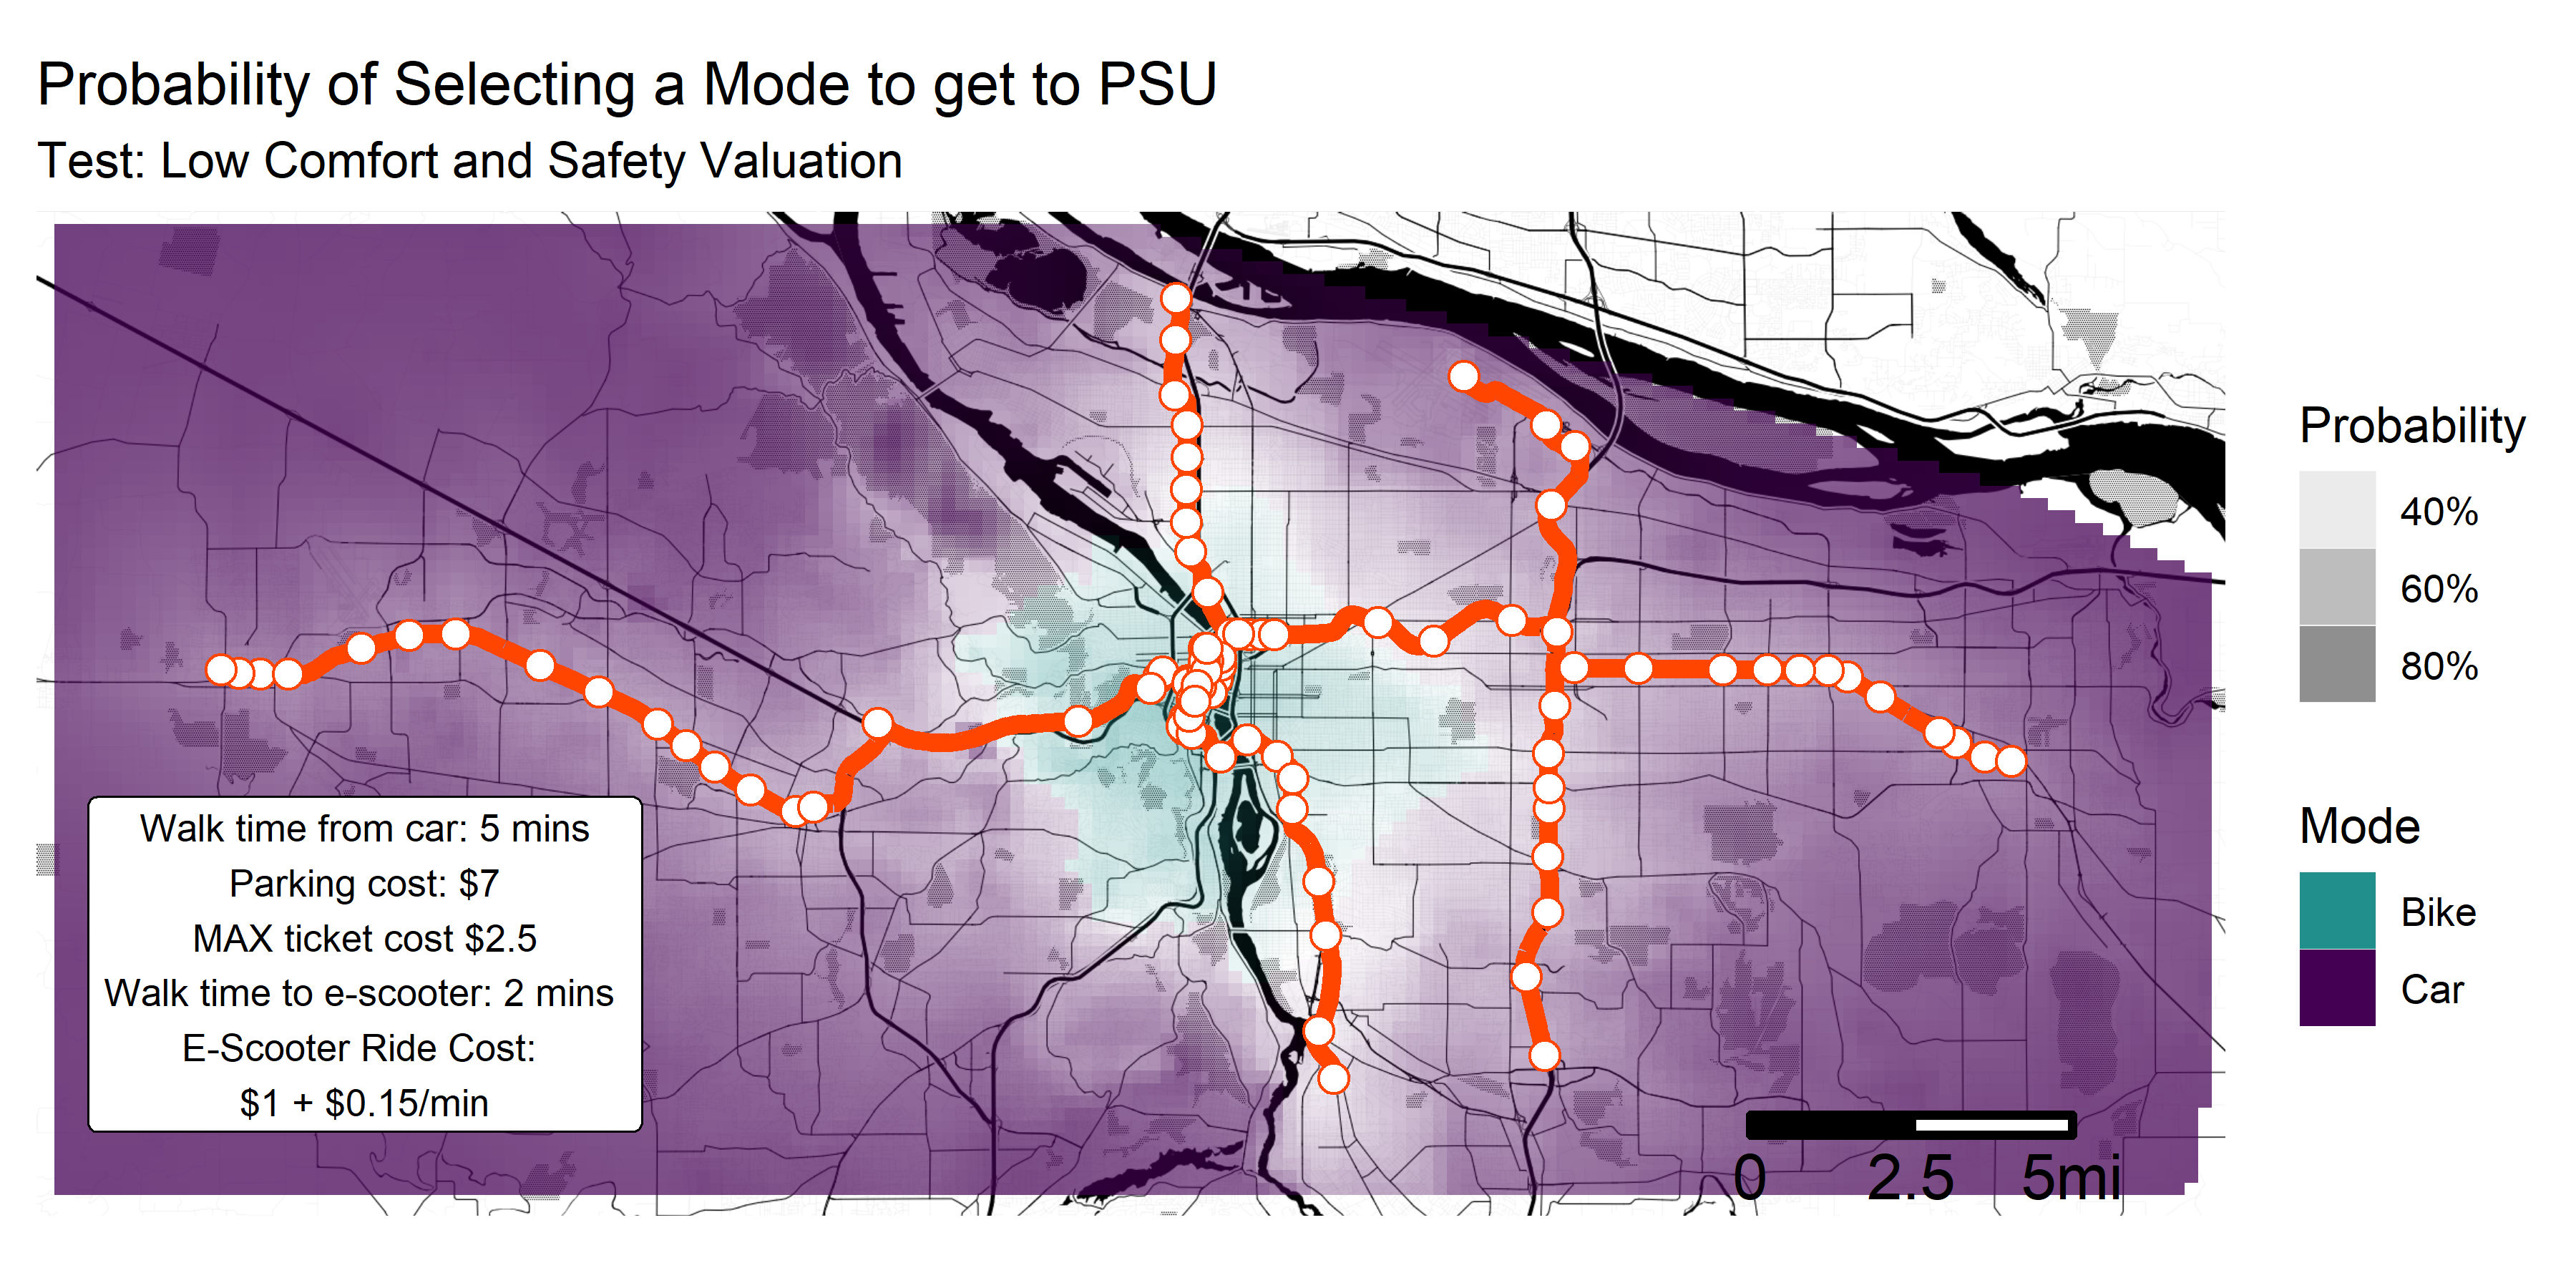 Probability of Selecting a Mode to get to PSU
Test: Low Comfort and Safety Valuation
Walk time from car: 5 mins
Parking cost: $7
MAX ticket cost $2.5
Walk time to e-scooter: 2 mins
E-Scooter Ride Cost:
$1 + $0.15/min
0 2.5 5mi
Probability
40%
60%
80%
Mode
Bike
Car